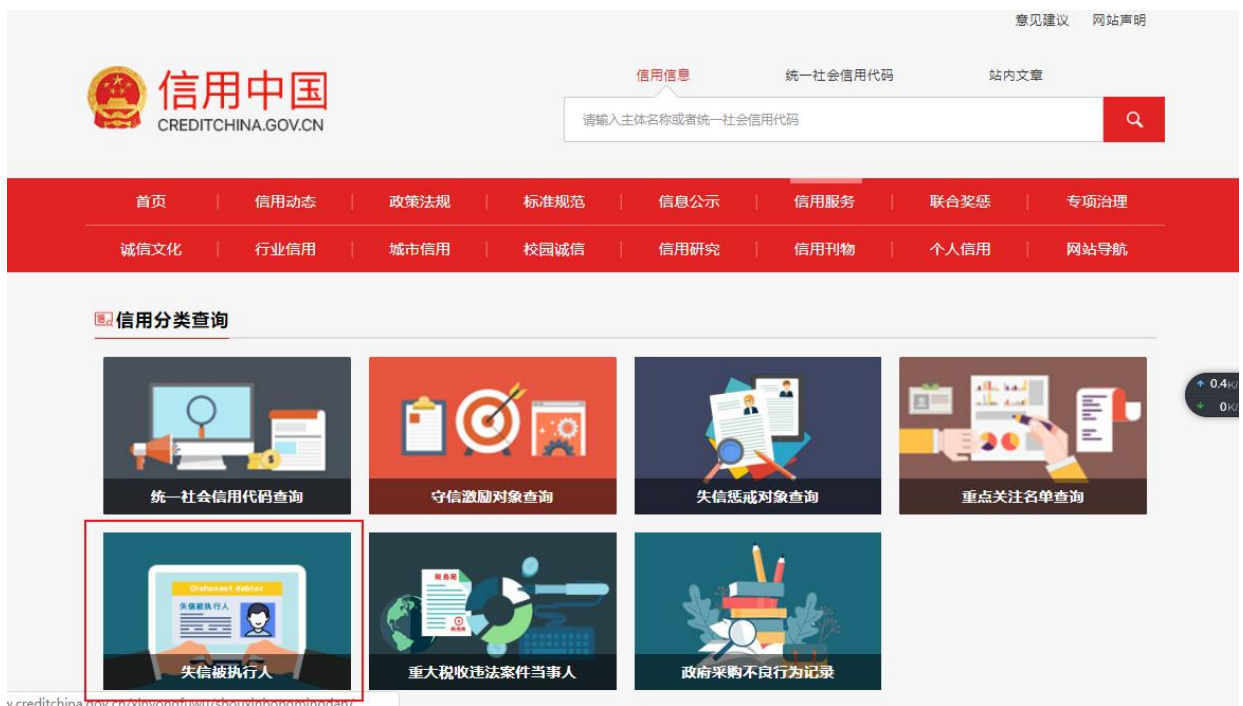 意见建议 网站声明
信用中国
CREDITCHINA.GOV.CN
信用信息 统一社会信用代码 站内文章
请输入主体名称或者统一社会信用代码
首页 信用动态 政策法规 标准规范 信息公示 信用服务 联合奖惩 专项治理
诚信文化 行业信用 城市信用 校园诚信 信用研究 信用刊物 个人信用 网站导航
信用分类查询
0.4K/
0K/
统一社会信用代码查询 守信激励对象查询 失信惩戒对象查询 重点关注名单查询
Dishonest debtor
失信被执行人
税务局
失信被执行人 重大税收违法案件当事人 政府采购不良行为记录